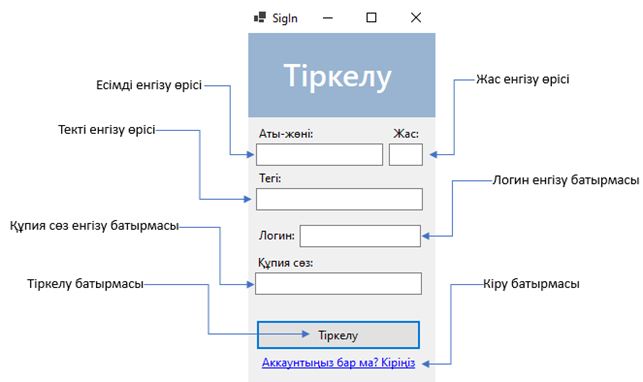 SigIn
Тіркелу
Есімді енгізу өрісі
Жас енгізу өрісі
Текті енгізу өрісі
Аты-жөні:
Жас:
Тегі:
Логин енгізу батырмасы
Құпия сөз енгізу батырмасы
Логин:
Құпия сөз:
Тіркелу батырмасы
Кіру батырмасы
Тіркелу
Аккаунтыңыз бар ма? Кіріңіз